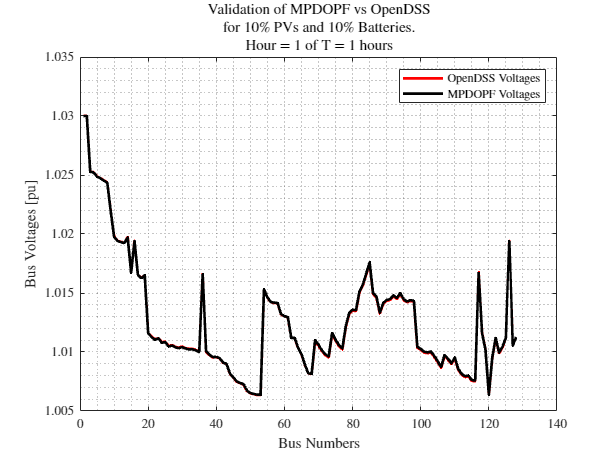 Validation of MPDOPF vs OpenDSS
for 10% PVs and 10% Batteries.
Hour = 1 of T = 1 hours
OpenDSS Voltages
MPDOPF Voltages
1.035
1.03
1.025
1.02
1.015
1.01
1.005
Bus Voltages [pu]
0 20 40 60 80 100 120 140
Bus Numbers